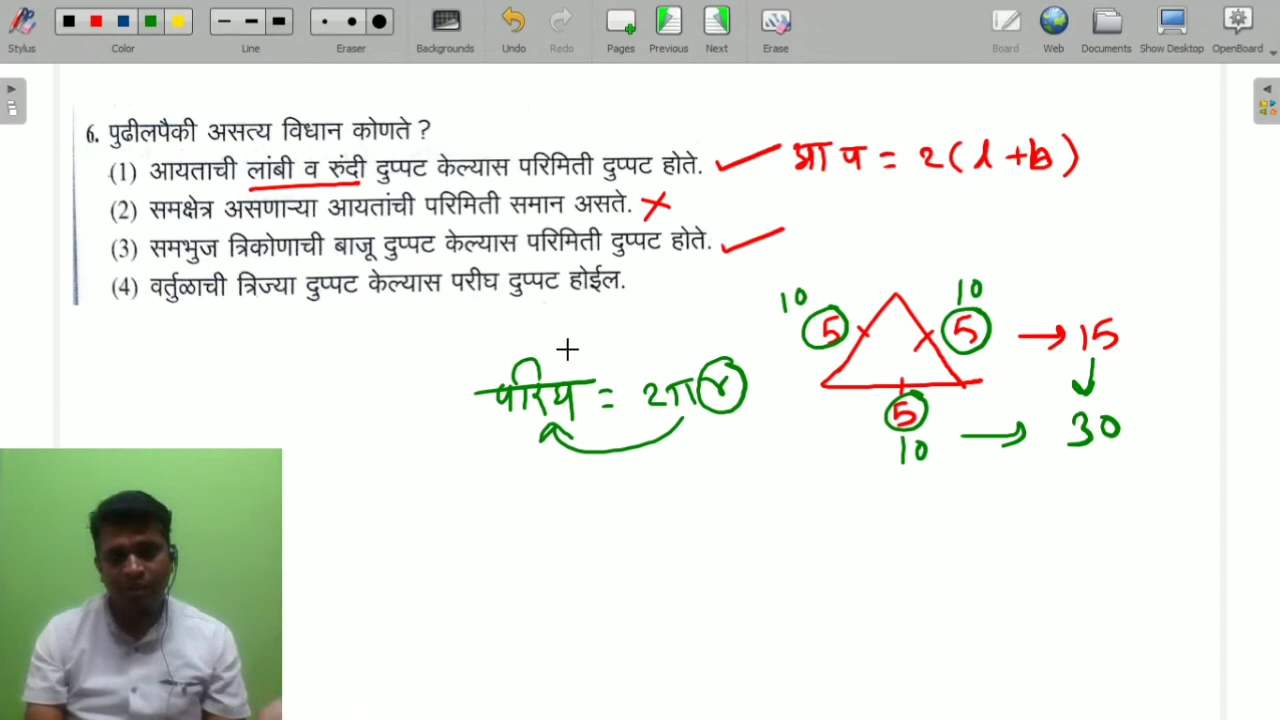 Stylus Color Line Eraser Backgrounds Undo Redo Pages Previous Next Erase Board Web Documents Show Desktop OpenBoard
6. पुढीलपैकी असत्य विधान कोणते ?
(1) आयताची लांबी व रुंदी दुप्पट केल्यास परिमिती दुप्पट होते.
(2) समक्षेत्र असणाऱ्या आयतांची परिमिती समान असते.
(3) समभुज त्रिकोणाची बाजू दुप्पट केल्यास परिमिती दुप्पट होते.
(4) वर्तुळाची त्रिज्या दुप्पट केल्यास परीघ दुप्पट होईल.
आ प = 2 ( l + b )
10 10
5 5 → 15
5
10 → 30
परिघ = 2π r